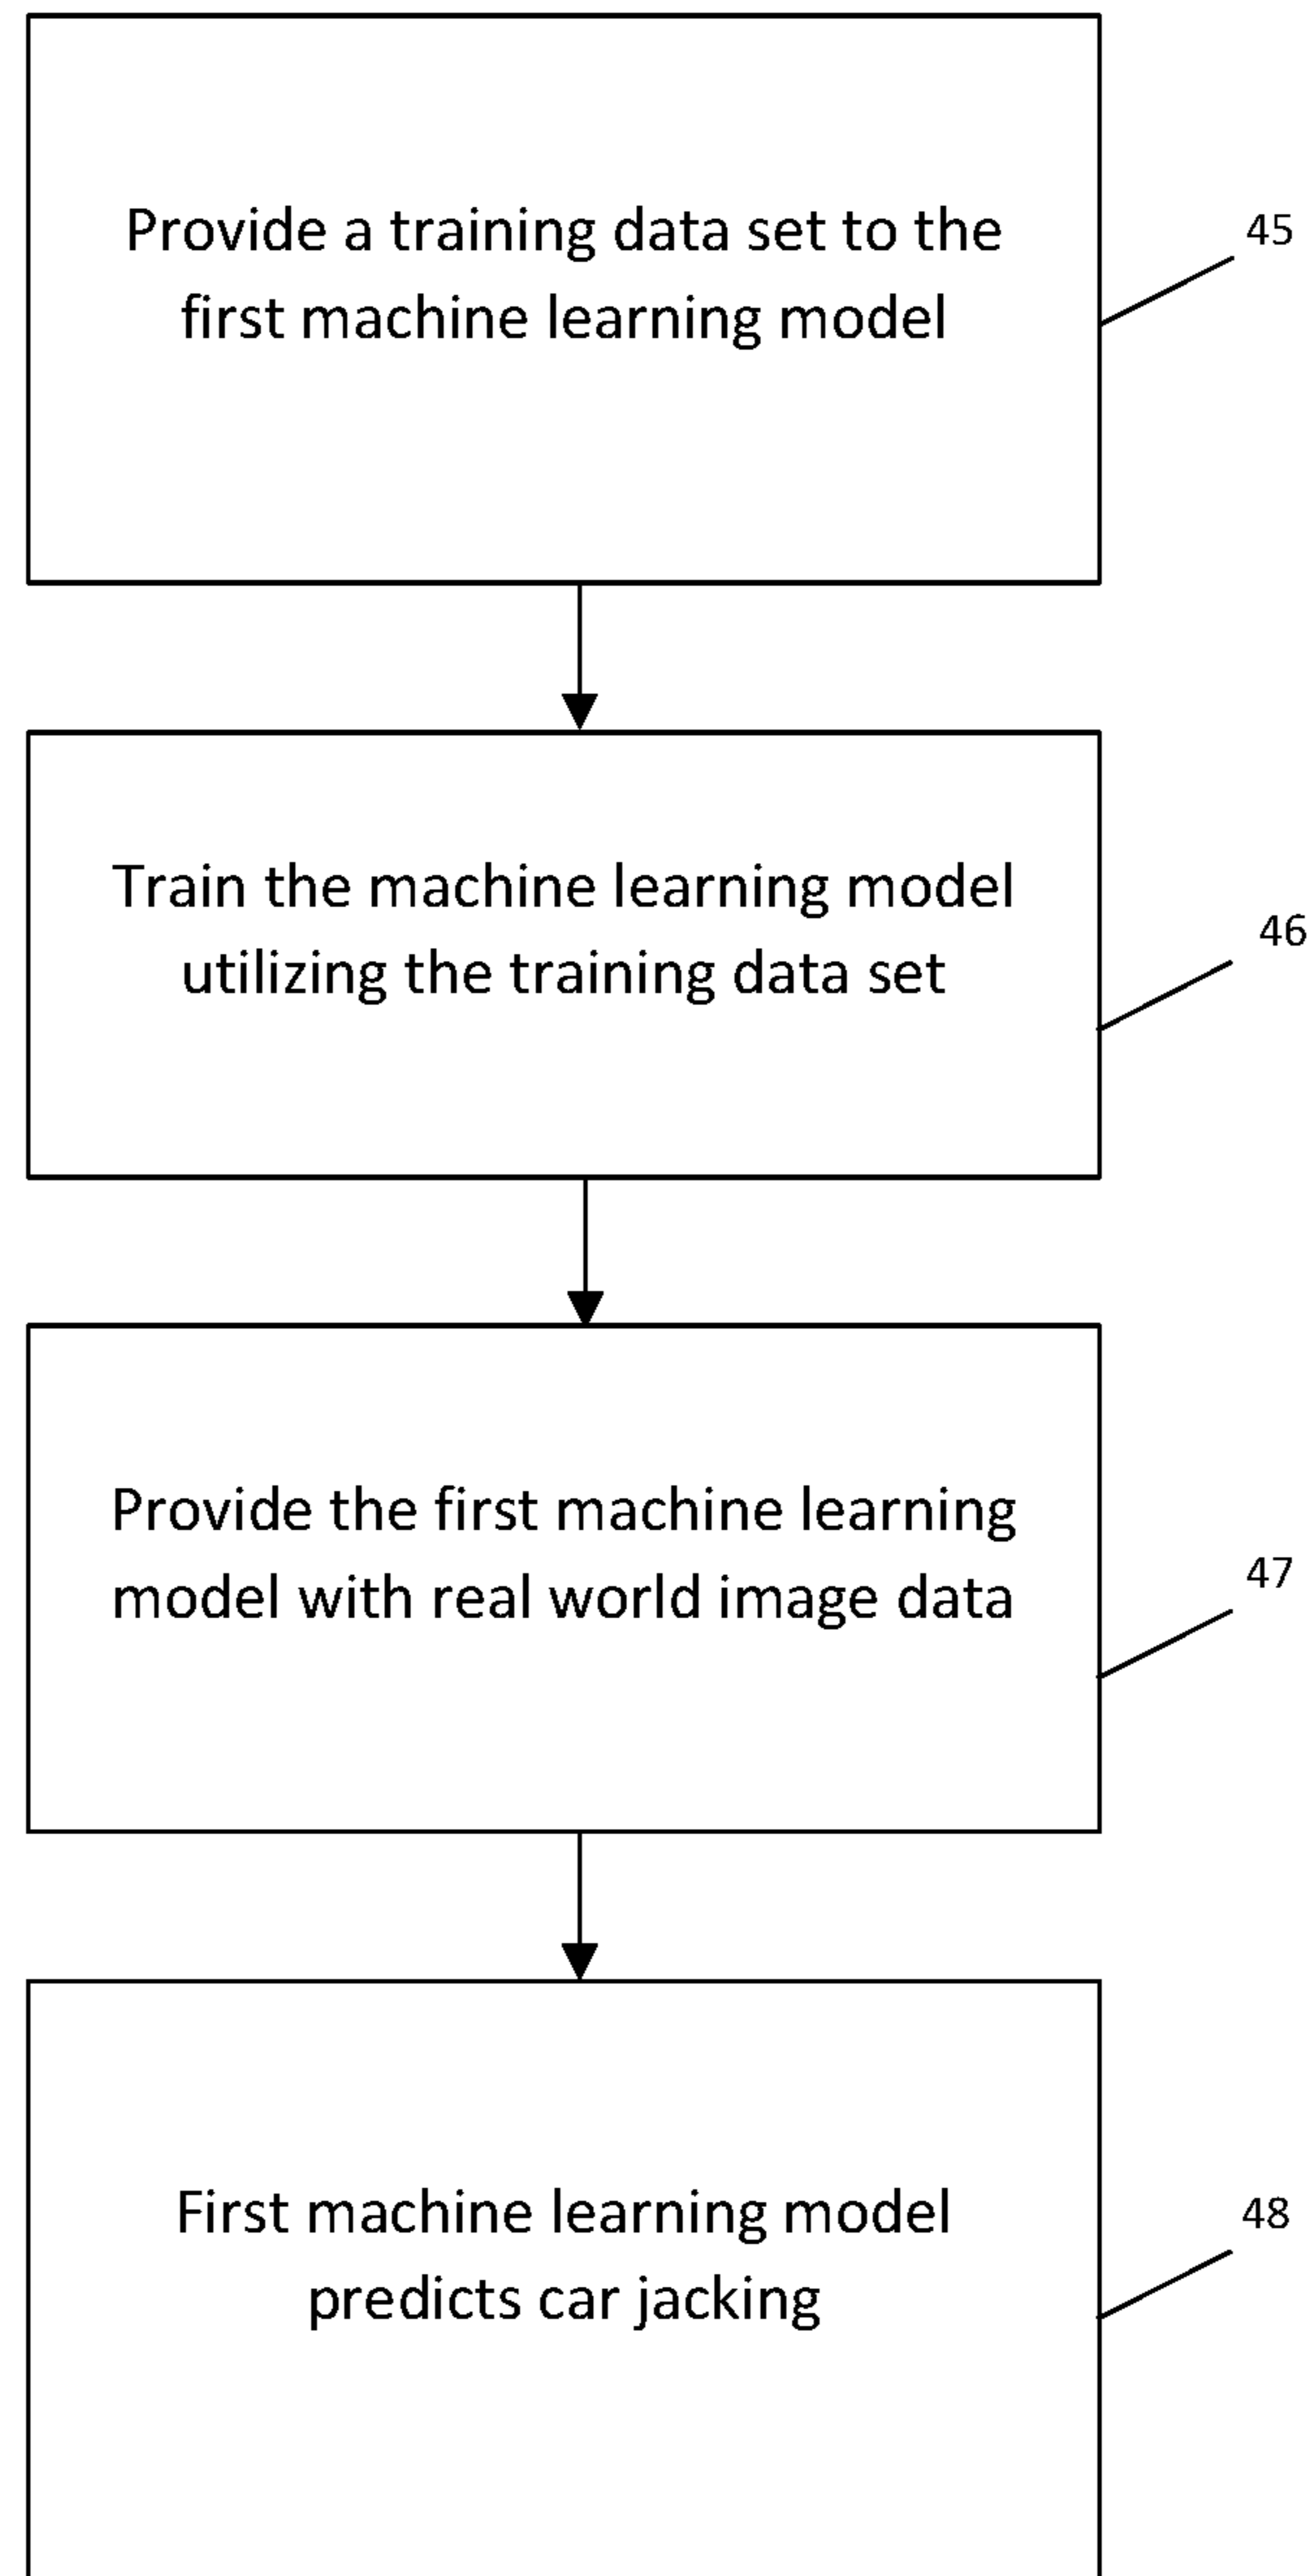 Provide a training data set to the
first machine learning model
45
Train the machine learning model
utilizing the training data set
46
Provide the first machine learning
model with real world image data
47
First machine learning model
predicts car jacking
48